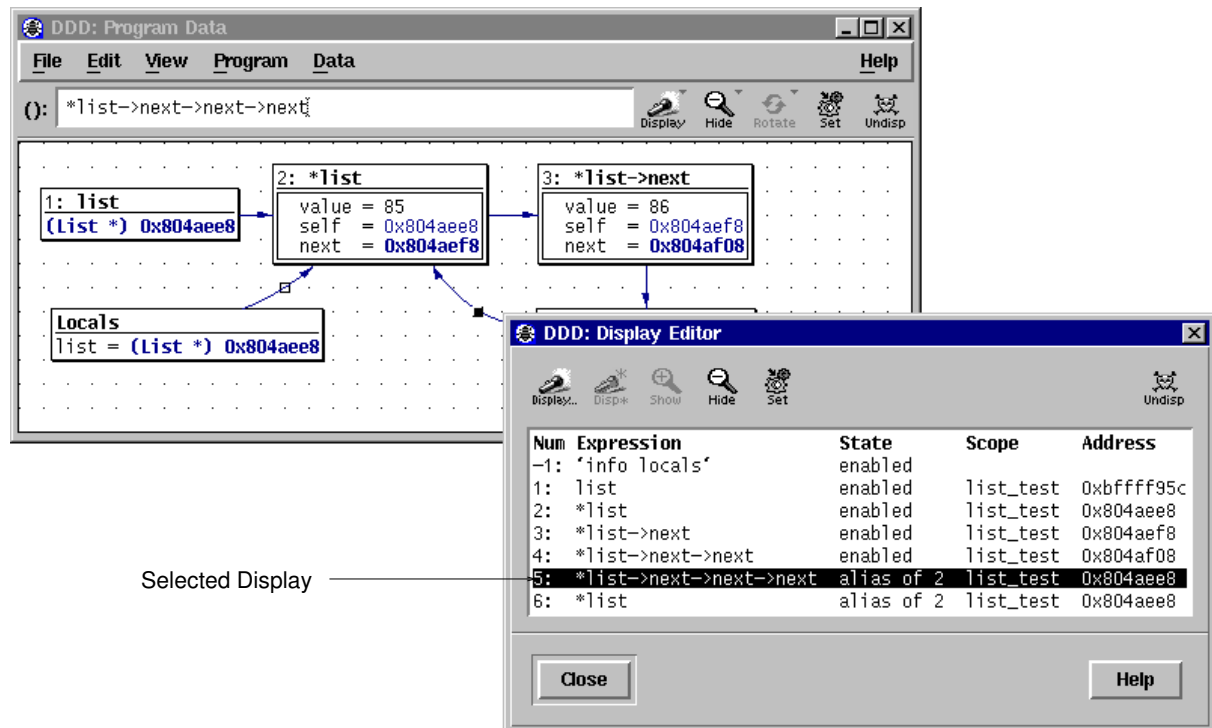 DDD: Program Data
File Edit View Program Data Help
(): *list->next->next->next
Display Hide Rotate Set Undisp
1: list
(List *) 0x804aee8
2: *list
value = 85
self = 0x804aee8
next = 0x804aef8
3: *list->next
value = 86
self = 0x804aef8
next = 0x804af08
Locals
list = (List *) 0x804aee8
DDD: Display Editor
Display... Disp* Show Hide Set Undisp
Num Expression State Scope Address
-1: ‘info locals‘ enabled
1: list enabled list_test 0xbffff95c
2: *list enabled list_test 0x804aee8
3: *list->next enabled list_test 0x804aef8
4: *list->next->next enabled list_test 0x804af08
5: *list->next->next->next alias of 2 list_test 0x804aee8
6: *list alias of 2 list_test 0x804aee8
Selected Display
Close Help